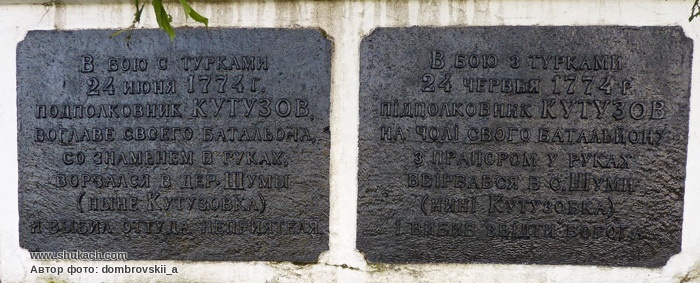 В БОЮ С ТУРКАМИ
24 ИЮНЯ 1774 Г.
ПОДПОЛКОВНИК КУТУЗОВ,
ВО ГЛАВЕ СВОЕГО БАТАЛЬОНА,
СО ЗНАМЕНЕМ В РУКАХ,
ВОРВАЛСЯ В ДЕР. ШУМЫ
(НЫНЕ КУТУЗОВКА)
И ВЫБИЛ ОТТУДА НЕПРИЯТЕЛЯ
В БОЮ З ТУРКАМИ
24 ЧЕРВНЯ 1774 Р
ПІДПОЛКОВНИК КУТУЗОВ
НА ЧОЛІ СВОГО БАТАЛЬЙОНУ
З ПРАПОРОМ У РУКАХ
ВВІРВАВСЯ В С. ШУМИ
(НИНІ КУТУЗОВКА)
І ВИБИВ ЗВІДТИ ВОРОГА
www.shukach.com
Автор фото: dombrovskii_a